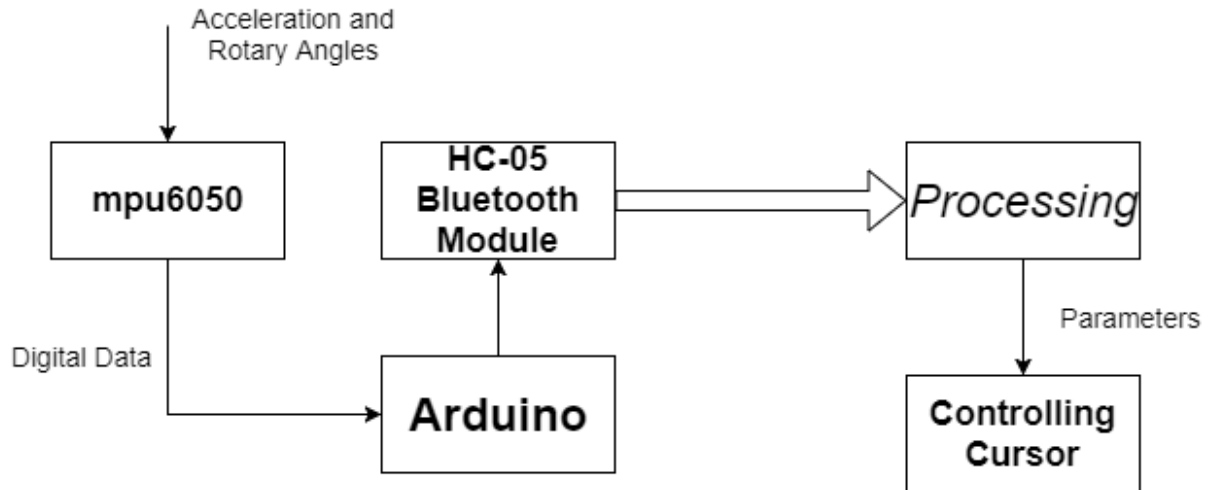 Acceleration and
Rotary Angles
mpu6050
HC-05
Bluetooth
Module
Processing
Digital Data
Arduino
Parameters
Controlling
Cursor